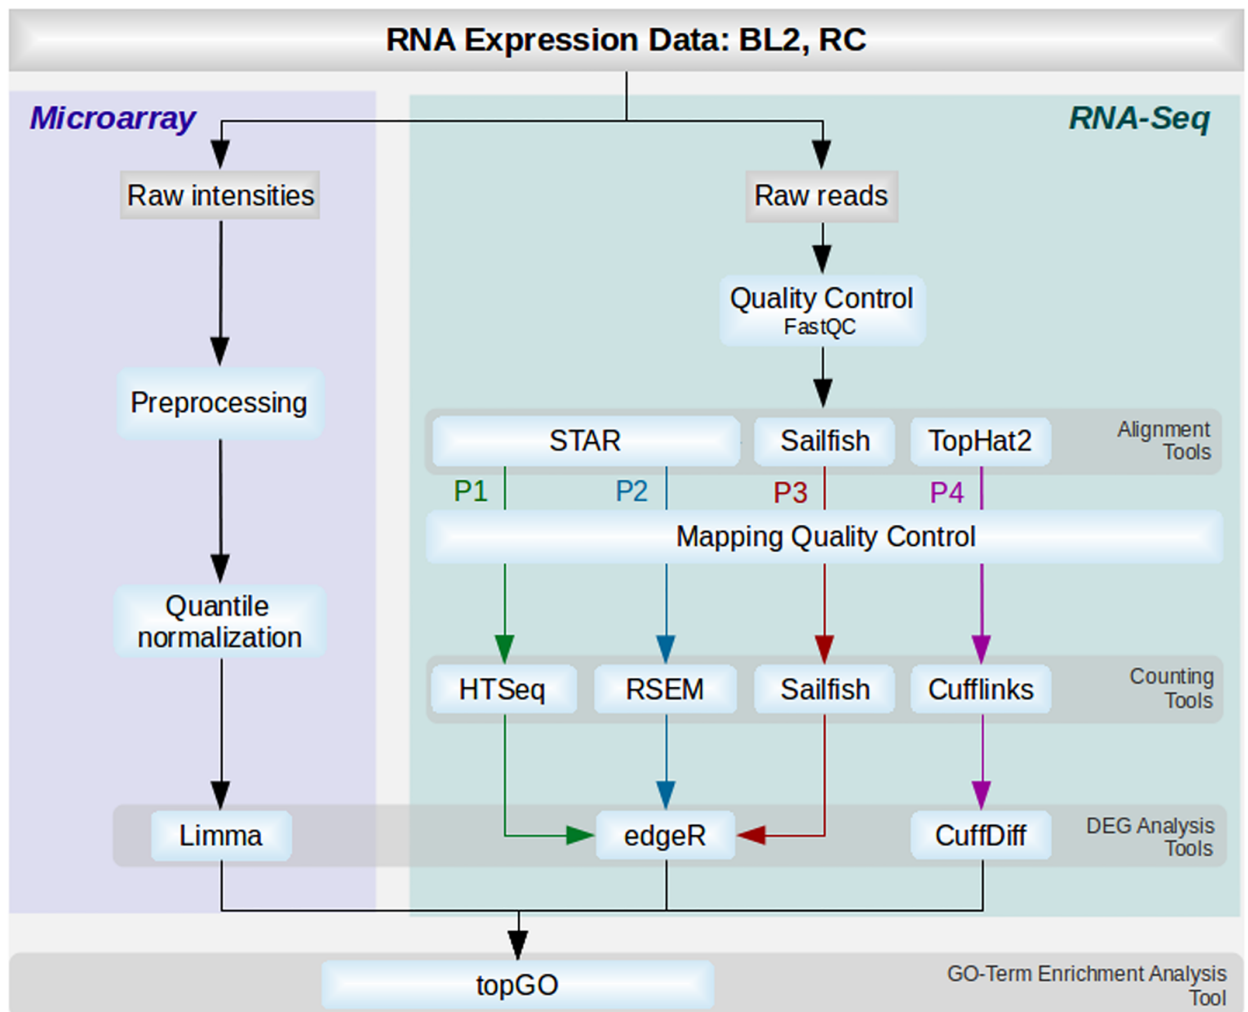 RNA Expression Data: BL2, RC
Microarray
RNA-Seq
Raw intensities
Raw reads
Quality Control
FastQC
Preprocessing
STAR
Sailfish
TopHat2
Alignment
Tools
P1
P2
P3
P4
Mapping Quality Control
Quantile
normalization
HTSeq
RSEM
Sailfish
Cufflinks
Counting
Tools
Limma
edgeR
CuffDiff
DEG Analysis
Tools
topGO
GO-Term Enrichment Analysis
Tool